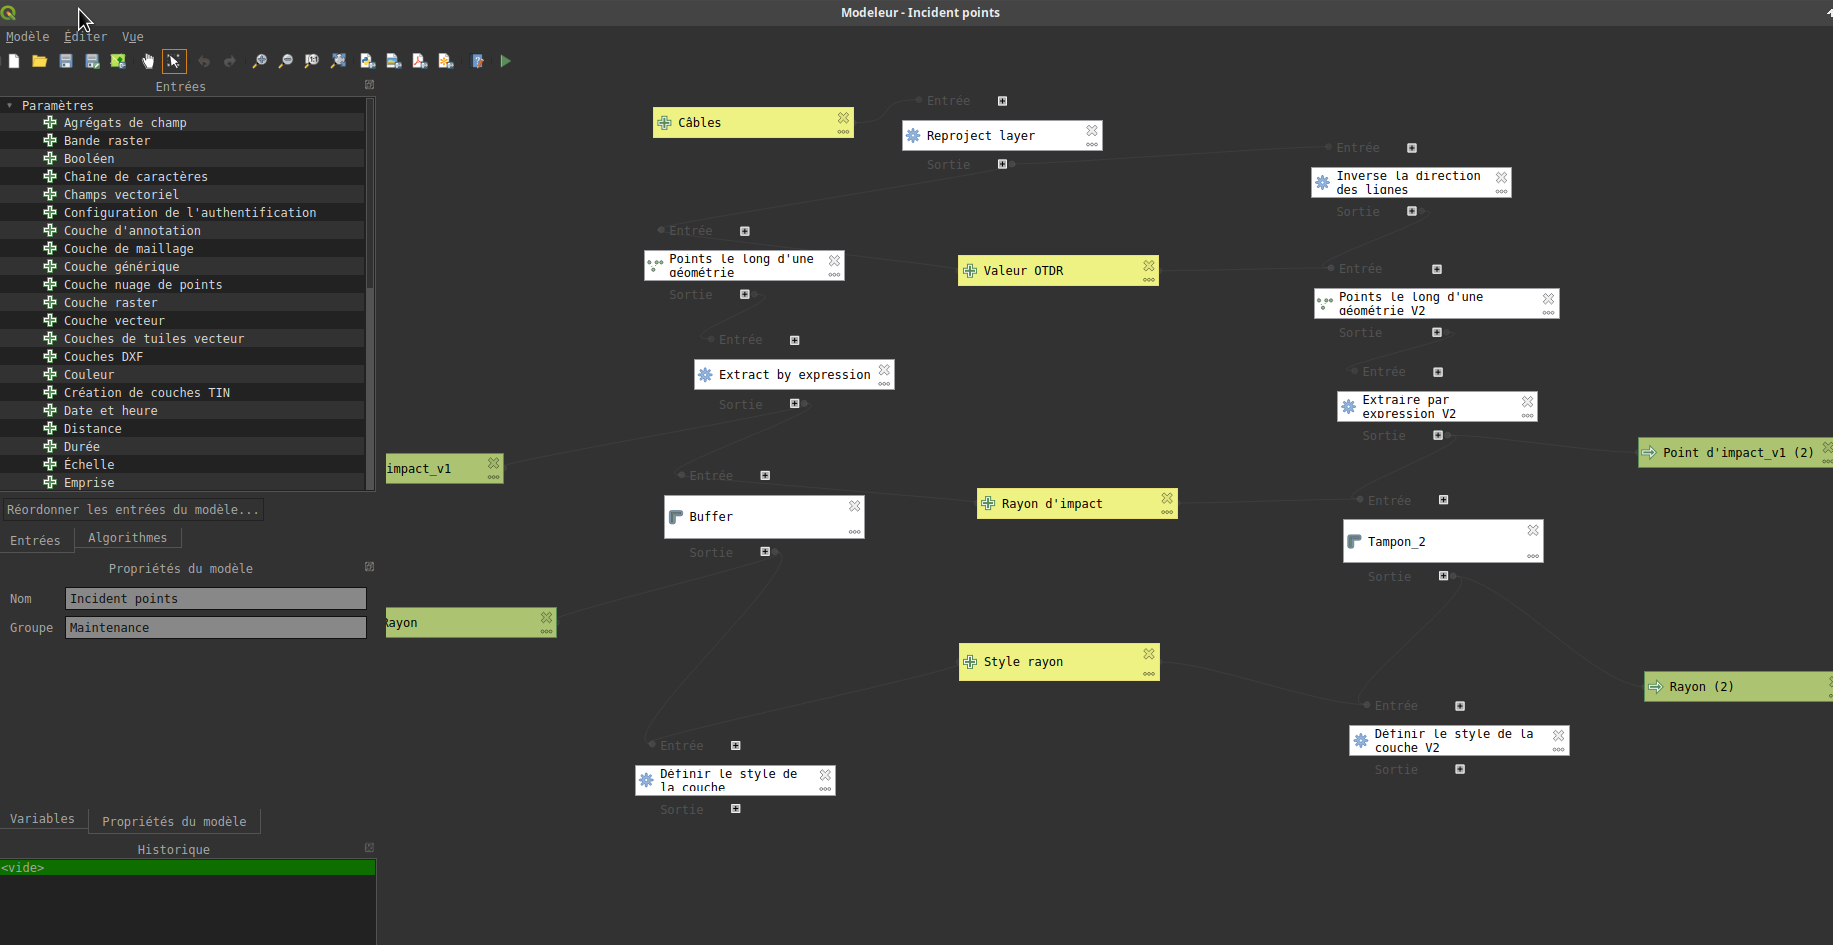 Modeleur - Incident points
Modèle Éditer Vue
Entrées
Paramètres
Agrégats de champ
Bande raster
Booléen
Chaîne de caractères
Champs vectoriel
Configuration de l'authentification
Couche d'annotation
Couche de maillage
Couche générique
Couche nuage de points
Couche raster
Couche vecteur
Couches de tuiles vecteur
Couches DXF
Couleur
Création de couches TIN
Date et heure
Distance
Durée
Échelle
Emprise
Réordonner les entrées du modèle...
Entrées Algorithmes
Propriétés du modèle
Nom Incident points
Groupe Maintenance
Variables Propriétés du modèle
Historique
<vide>
Câbles
Entrée
Reproject layer
Sortie
Entrée
Inverse la direction
des lignes
Sortie
Entrée
Points le long d'une
géométrie
Sortie
Valeur OTDR
Entrée
Points le long d'une
géométrie V2
Sortie
Entrée
Extract by expression
Sortie
Entrée
Extraire par
expression V2
Sortie
impact_v1
Point d'impact_v1 (2)
Entrée
Buffer
Sortie
Rayon d'impact
Entrée
Tampon_2
Sortie
Rayon
Style rayon
Rayon (2)
Entrée
Définir le style de
la couche
Sortie
Entrée
Définir le style de la
couche V2
Sortie